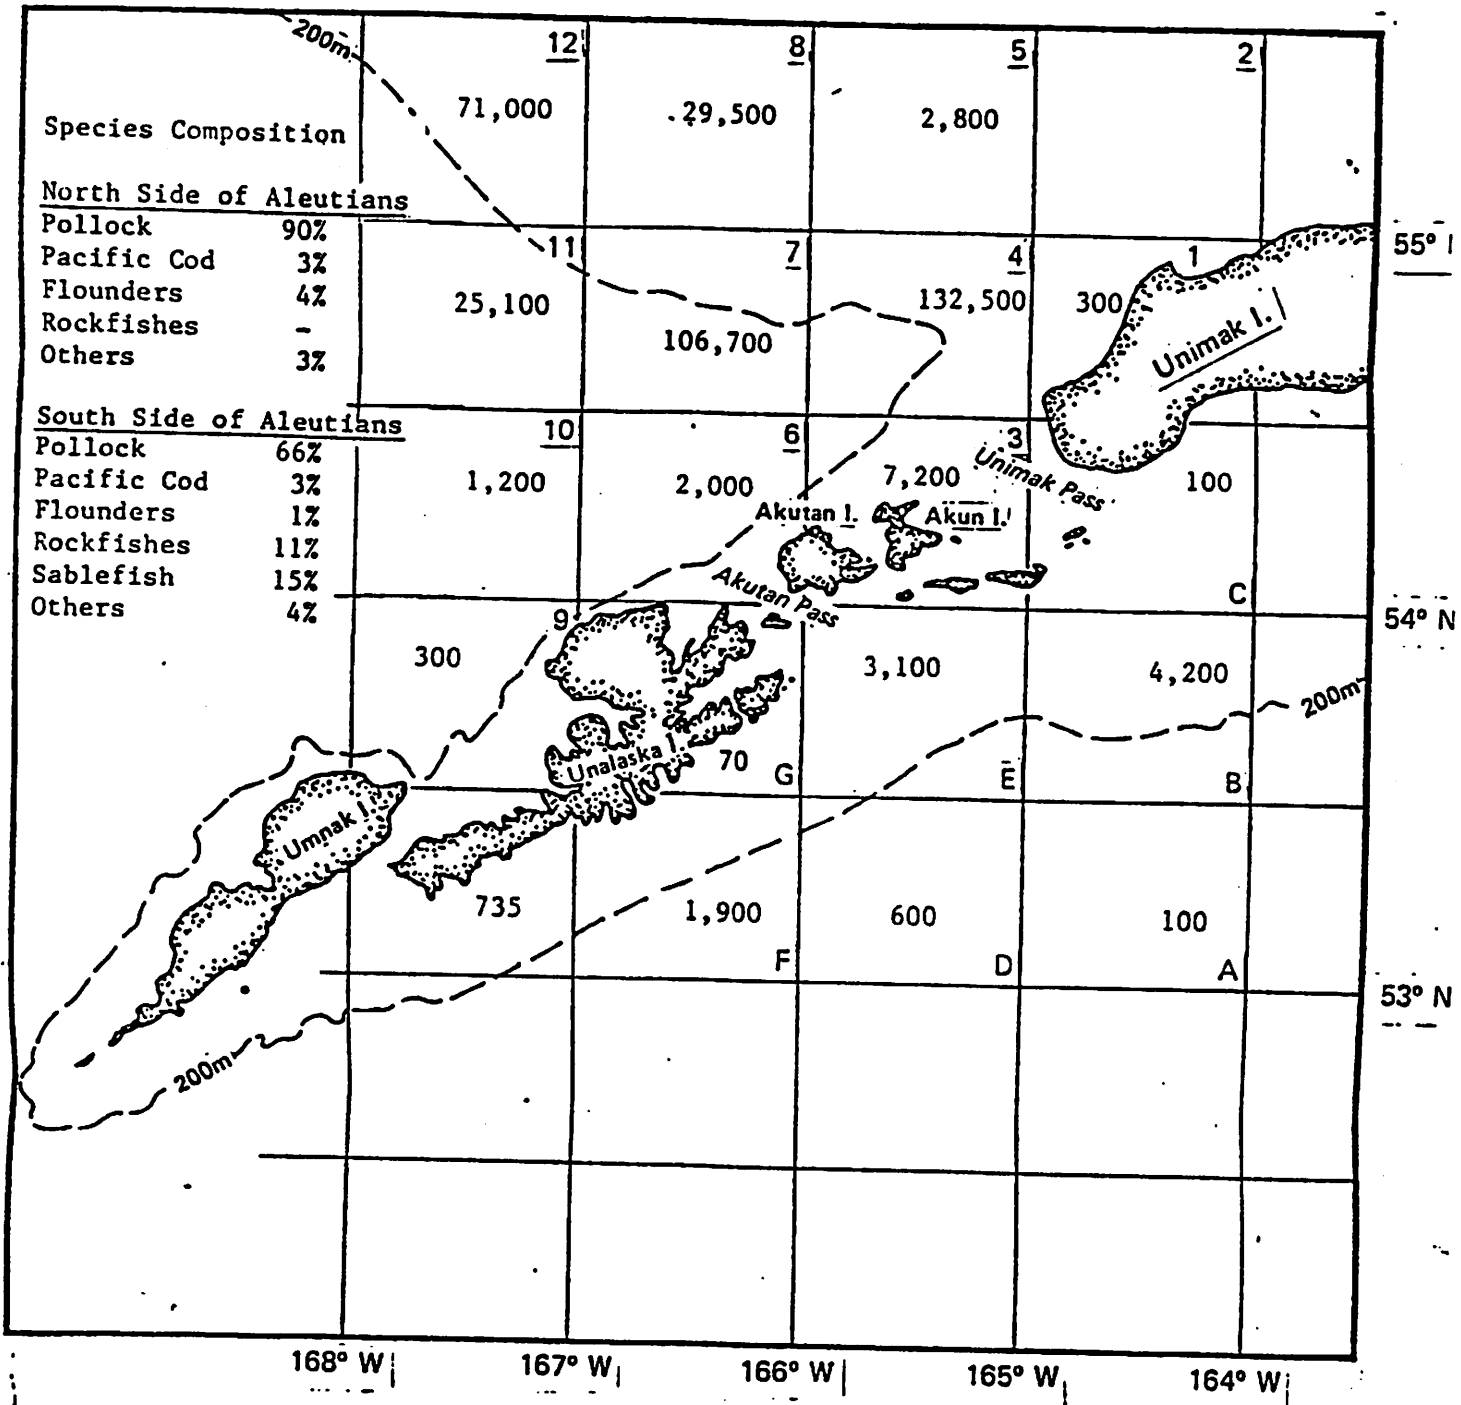 200m
12
8
5
2
71,000
29,500
2,800
Species Composition
North Side of Aleutians
Pollock 90%
Pacific Cod 3%
Flounders 4%
Rockfishes -
Others 3%
11
7
4
1
55°
25,100
106,700
132,500
300
Unimak I.
South Side of Aleutians
Pollock 66%
Pacific Cod 3%
Flounders 1%
Rockfishes 11%
Sablefish 15%
Others 4%
10
6
3
1,200
2,000
7,200
Unimak Pass
100
Akutan I.
Akun I.
Akutan Pass
C
54° N
9
300
3,100
4,200
200m
Unalaska I.
70
G
E
B
Umnak I.
735
1,900
600
100
F
D
A
53° N
200m
168° W
167° W
166° W
165° W
164° W